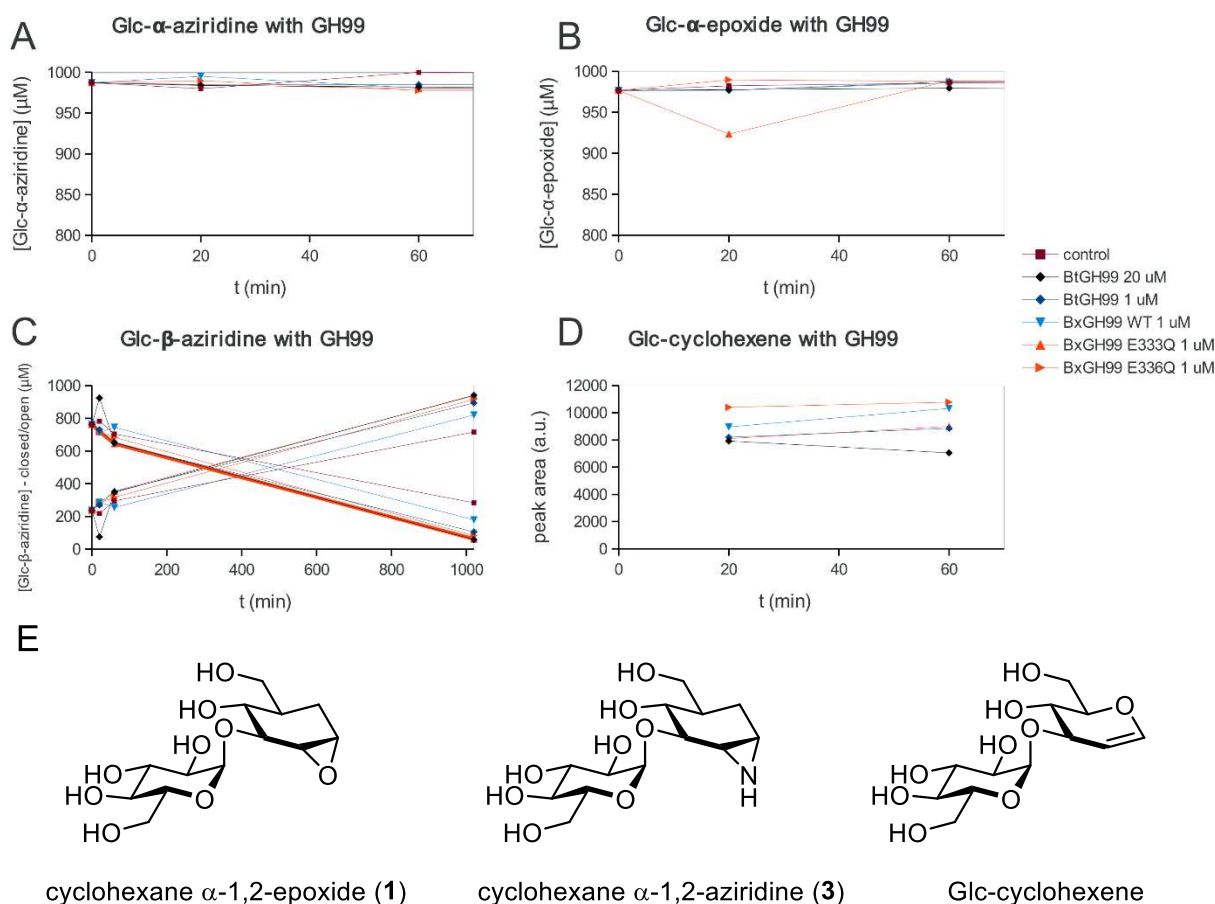 A
Glc-α-aziridine with GH99
[Glc-α-aziridine] (µM)
1000
950
900
850
800
0
20
40
60
t (min)
B
Glc-α-epoxide with GH99
[Glc-α-epoxide] (µM)
1000
950
900
850
800
0
20
40
60
t (min)
control
BtGH99 20 uM
BtGH99 1 uM
BxGH99 WT 1 uM
BxGH99 E333Q 1 uM
BxGH99 E336Q 1 uM
C
Glc-β-aziridine with GH99
[Glc-β-aziridine] - closed/open (µM)
1000
800
600
400
200
0
0
200
400
600
800
1000
t (min)
D
Glc-cyclohexene with GH99
peak area (a.u.)
12000
10000
8000
6000
4000
2000
0
0
20
40
60
t (min)
E
HO
HO
O
HO
HO
HO
O
HO
O
cyclohexane α-1,2-epoxide (1)
HO
HO
O
HO
HO
HO
O
HO
N
H
cyclohexane α-1,2-aziridine (3)
HO
HO
O
O
HO
HO
HO
O
HO
Glc-cyclohexene